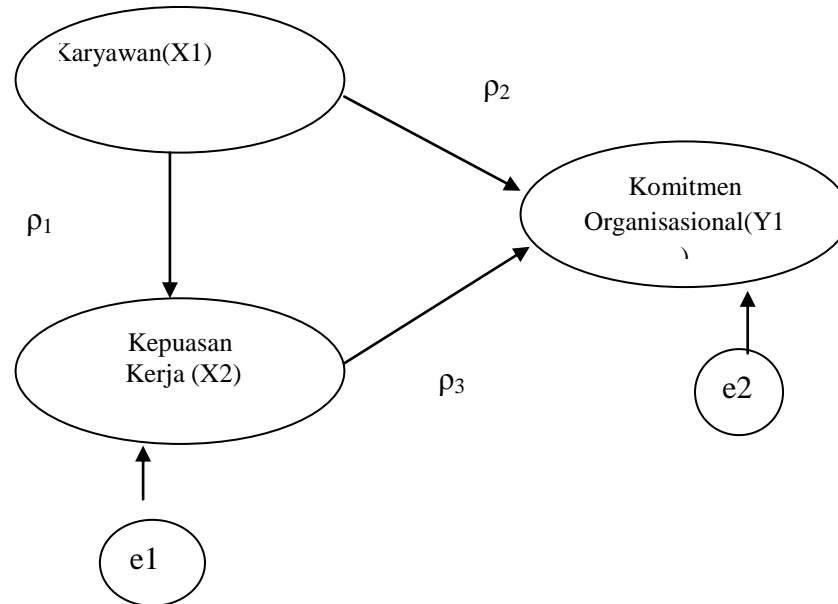 Karyawan(X1)
ρ2
Komitmen
Organisasional(Y1
)
ρ1
Kepuasan
Kerja (X2)
ρ3
e2
e1